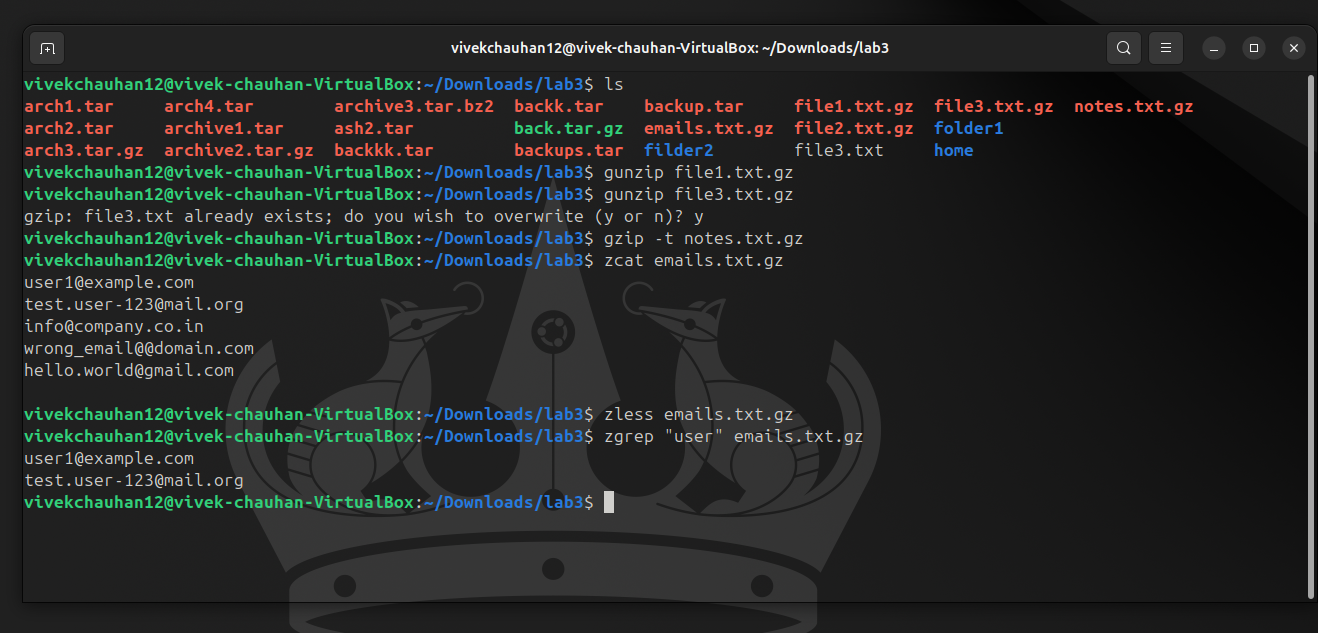 vivekchauhan12@vivek-chauhan-VirtualBox: ~/Downloads/lab3
vivekchauhan12@vivek-chauhan-VirtualBox:~/Downloads/lab3$ ls
arch1.tar arch4.tar archive3.tar.bz2 backk.tar backup.tar file1.txt.gz file3.txt.gz notes.txt.gz
arch2.tar archive1.tar ash2.tar back.tar.gz emails.txt.gz file2.txt.gz folder1
arch3.tar.gz archive2.tar.gz backkk.tar backups.tar filder2 file3.txt home
vivekchauhan12@vivek-chauhan-VirtualBox:~/Downloads/lab3$ gunzip file1.txt.gz
vivekchauhan12@vivek-chauhan-VirtualBox:~/Downloads/lab3$ gunzip file3.txt.gz
gzip: file3.txt already exists; do you wish to overwrite (y or n)? y
vivekchauhan12@vivek-chauhan-VirtualBox:~/Downloads/lab3$ gzip -t notes.txt.gz
vivekchauhan12@vivek-chauhan-VirtualBox:~/Downloads/lab3$ zcat emails.txt.gz
user1@example.com
test.user-123@mail.org
info@company.co.in
wrong_email@@domain.com
hello.world@gmail.com
vivekchauhan12@vivek-chauhan-VirtualBox:~/Downloads/lab3$ zless emails.txt.gz
vivekchauhan12@vivek-chauhan-VirtualBox:~/Downloads/lab3$ zgrep "user" emails.txt.gz
user1@example.com
test.user-123@mail.org
vivekchauhan12@vivek-chauhan-VirtualBox:~/Downloads/lab3$